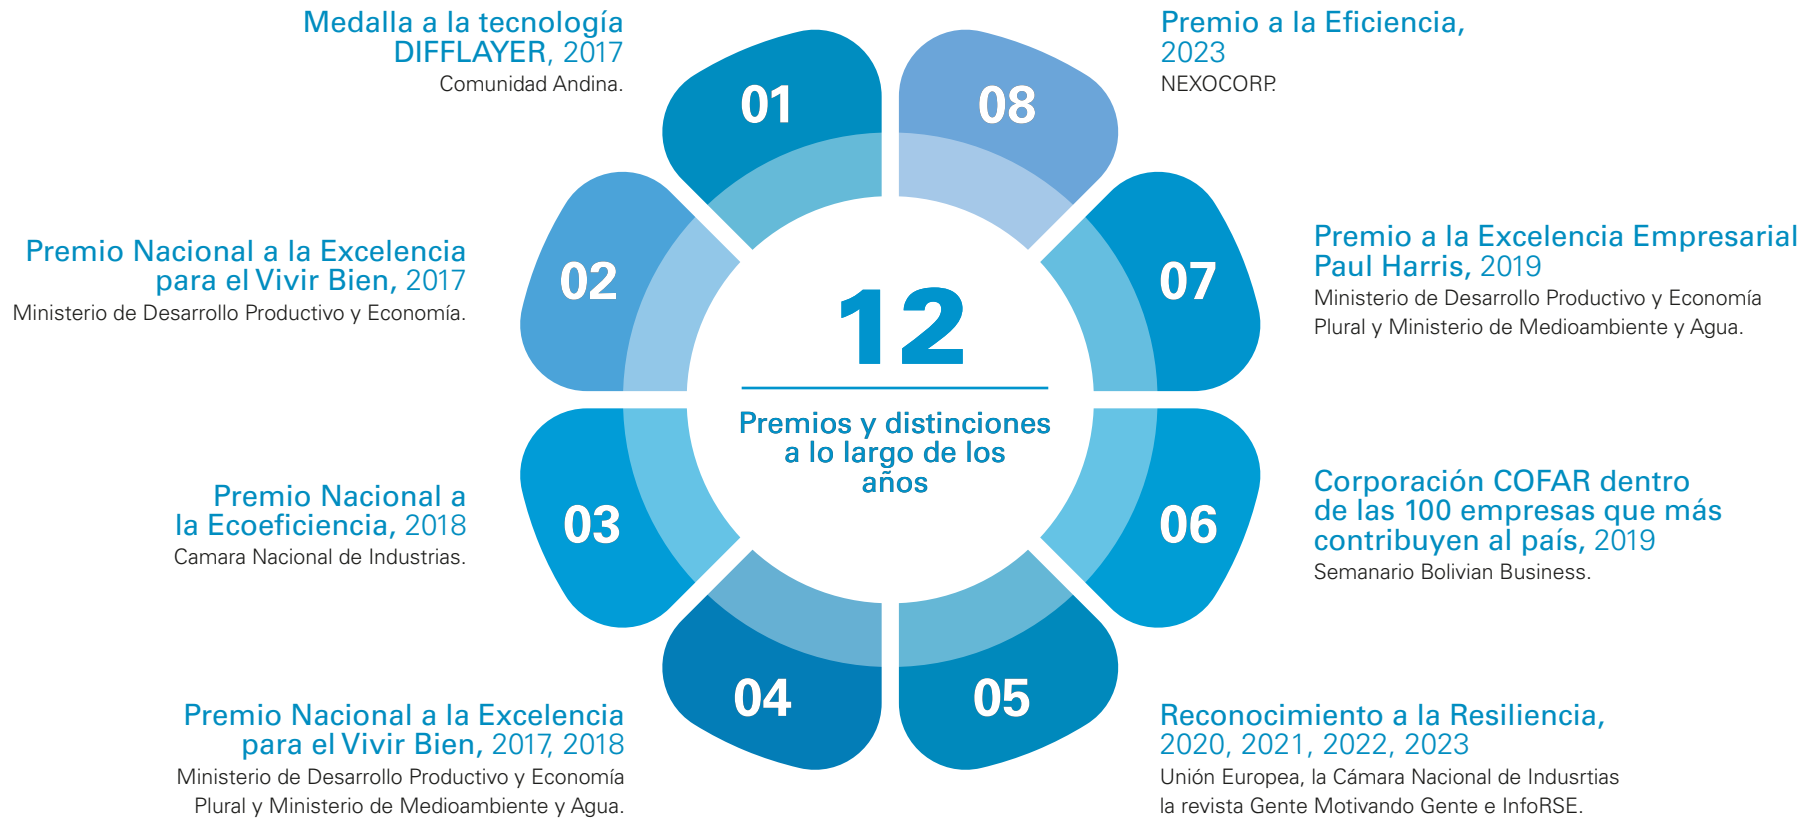 Medalla a la tecnología
DIFFLAYER, 2017
Comunidad Andina.
01
Premio Nacional a la Excelencia
para el Vivir Bien, 2017
Ministerio de Desarrollo Productivo y Economía.
02
Premio Nacional a
la Ecoeficiencia, 2018
Camara Nacional de Industrias.
03
Premio Nacional a la Excelencia
para el Vivir Bien, 2017, 2018
Ministerio de Desarrollo Productivo y Economía
Plural y Ministerio de Medioambiente y Agua.
04
12
Premios y distinciones
a lo largo de los
años
05
Reconocimiento a la Resiliencia,
2020, 2021, 2022, 2023
Unión Europea, la Cámara Nacional de Indusrtias
la revista Gente Motivando Gente e InfoRSE.
06
Corporación COFAR dentro
de las 100 empresas que más
contribuyen al país, 2019
Semanario Bolivian Business.
07
Premio a la Excelencia Empresarial
Paul Harris, 2019
Ministerio de Desarrollo Productivo y Economía
Plural y Ministerio de Medioambiente y Agua.
08
Premio a la Eficiencia,
2023
NEXOCORP.